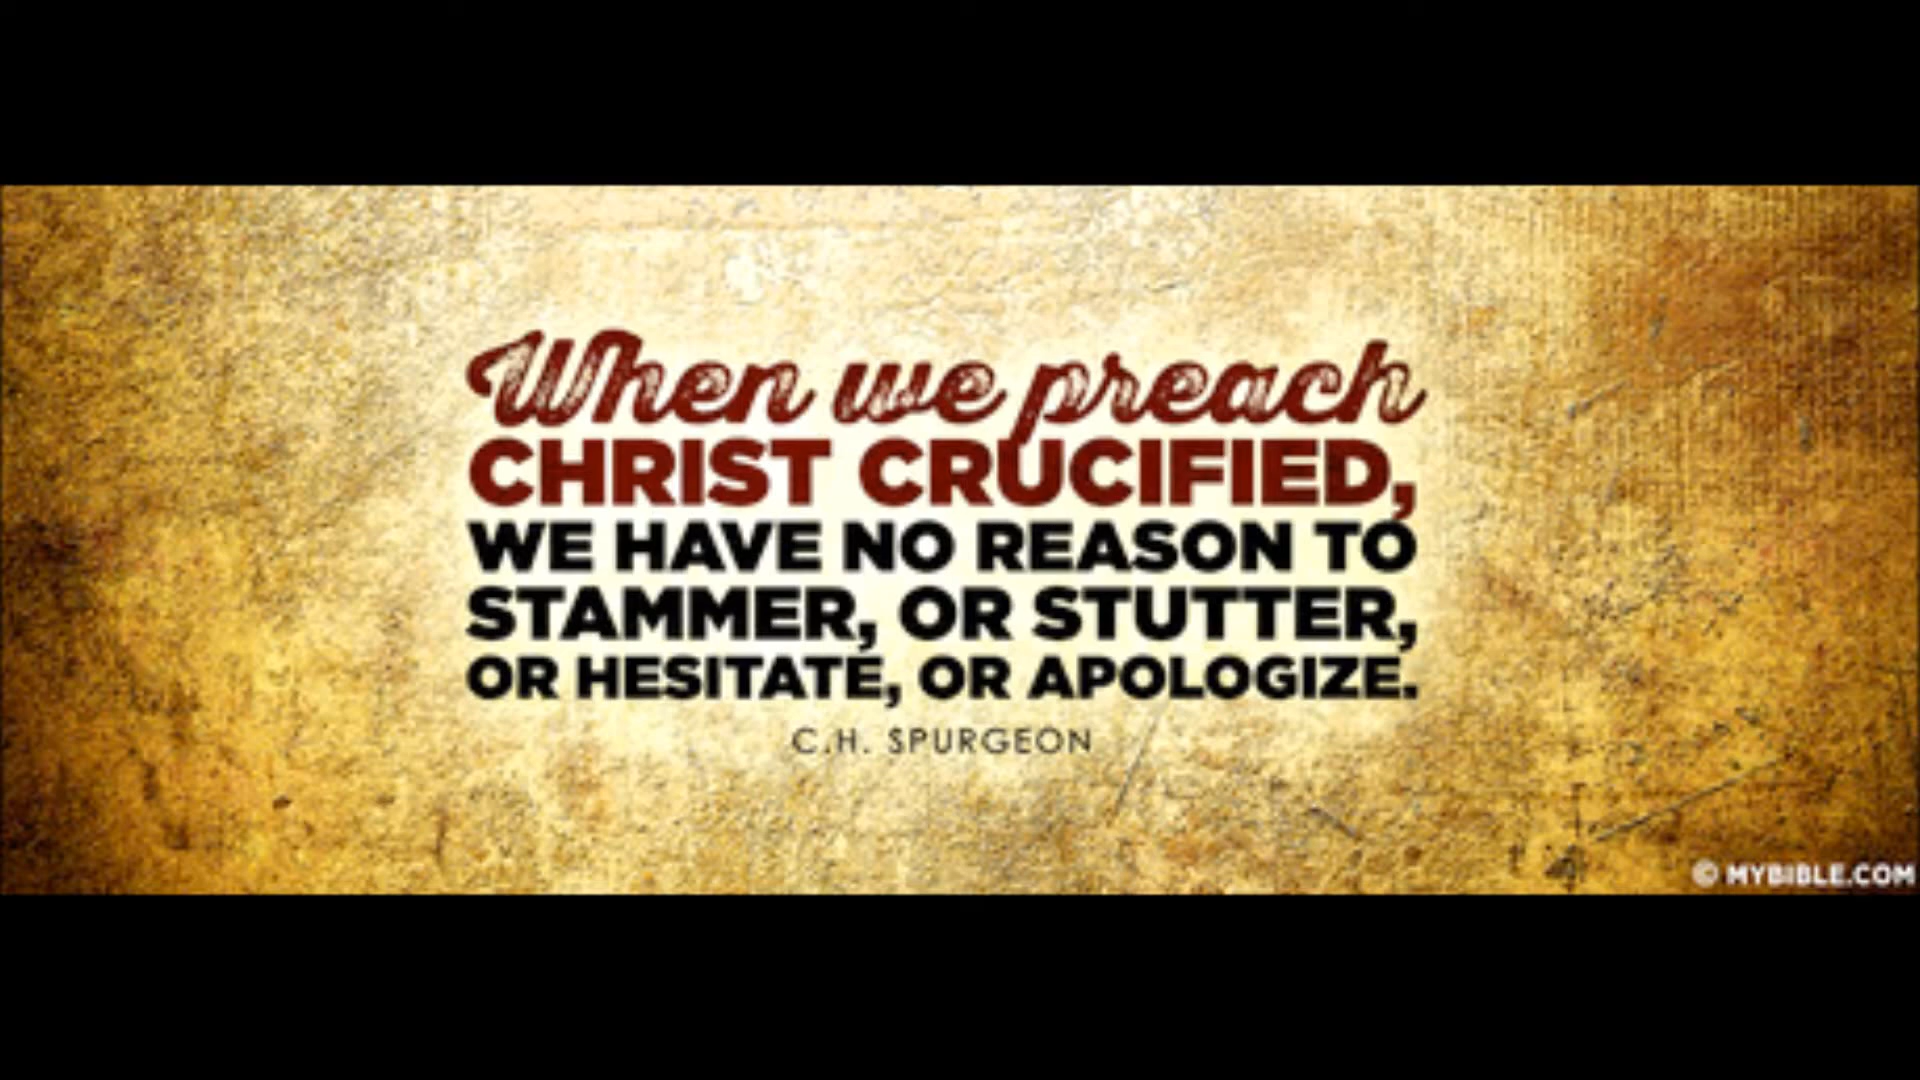 When we preach
CHRIST CRUCIFIED,
WE HAVE NO REASON TO
STAMMER, OR STUTTER,
OR HESITATE, OR APOLOGIZE.
C.H. SPURGEON
© MYBIBLE.COM